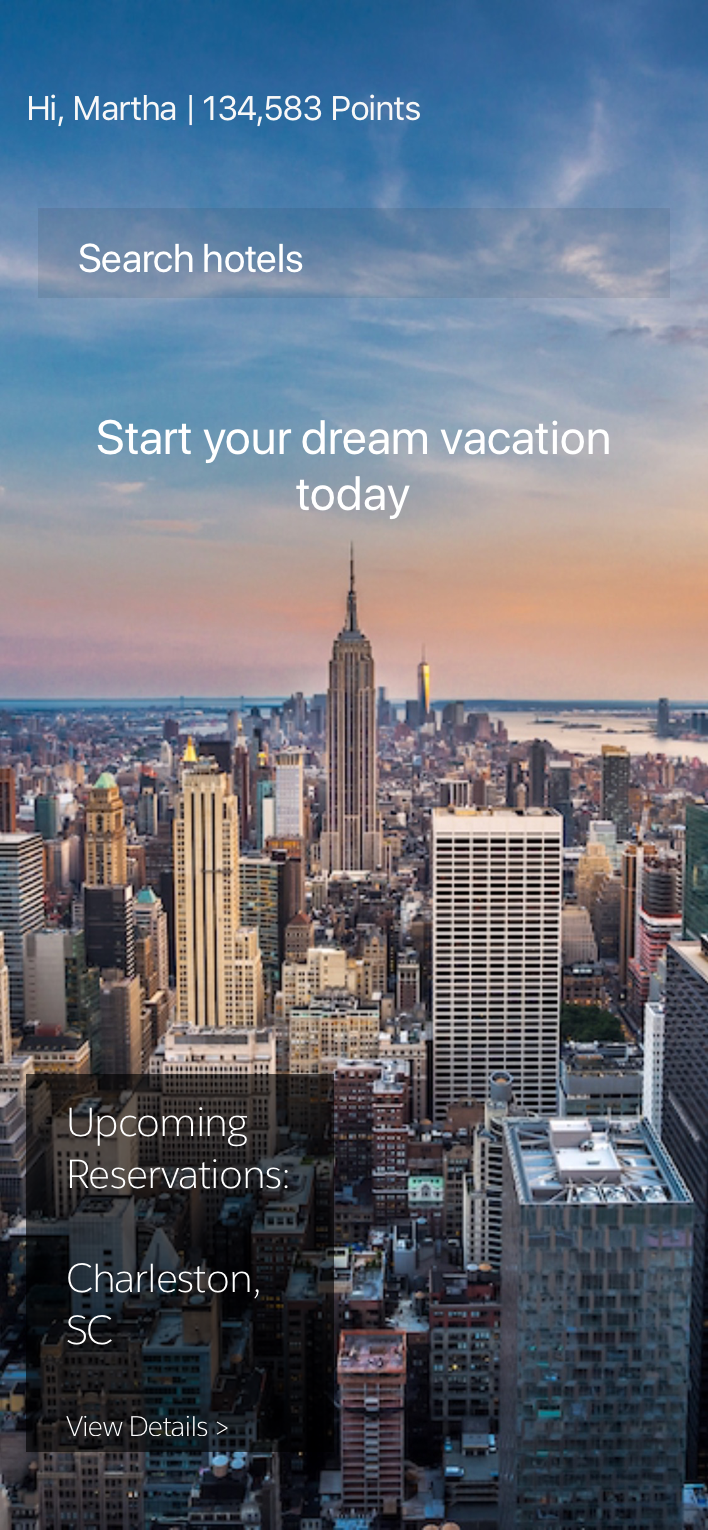 Hi, Martha | 134,583 Points
Search hotels
Start your dream vacation
today
Upcoming
Reservations:
Charleston,
SC
View Details >